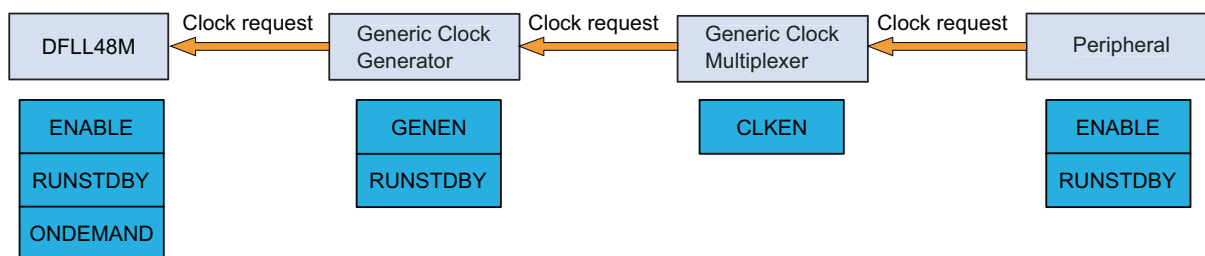 DFLL48M
Clock request
Generic Clock
Generator
Clock request
Generic Clock
Multiplexer
Clock request
Peripheral
ENABLE
RUNSTDBY
ONDEMAND
GENEN
RUNSTDBY
CLKEN
ENABLE
RUNSTDBY